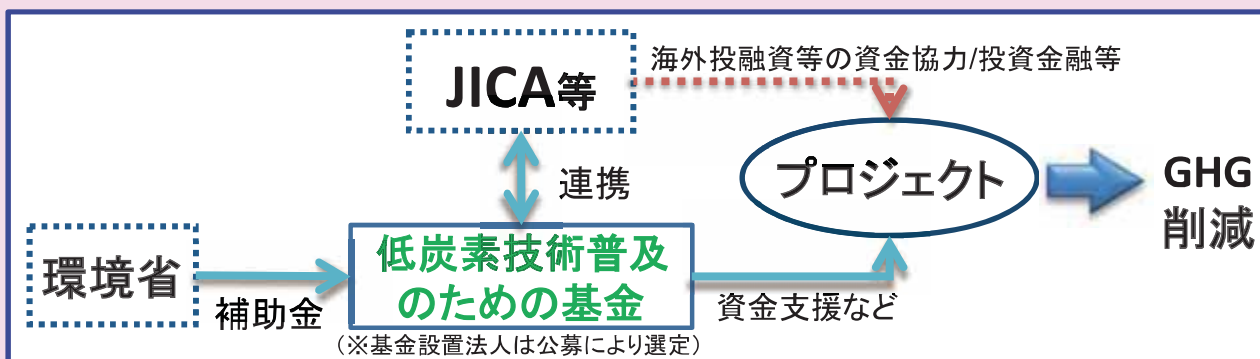 JICA等
海外投融資等の資金協力/投資金融等
連携
プロジェクト
GHG
削減
環境省
補助金
低炭素技術普及
のための基金
資金支援など
(※基金設置法人は公募により選定)